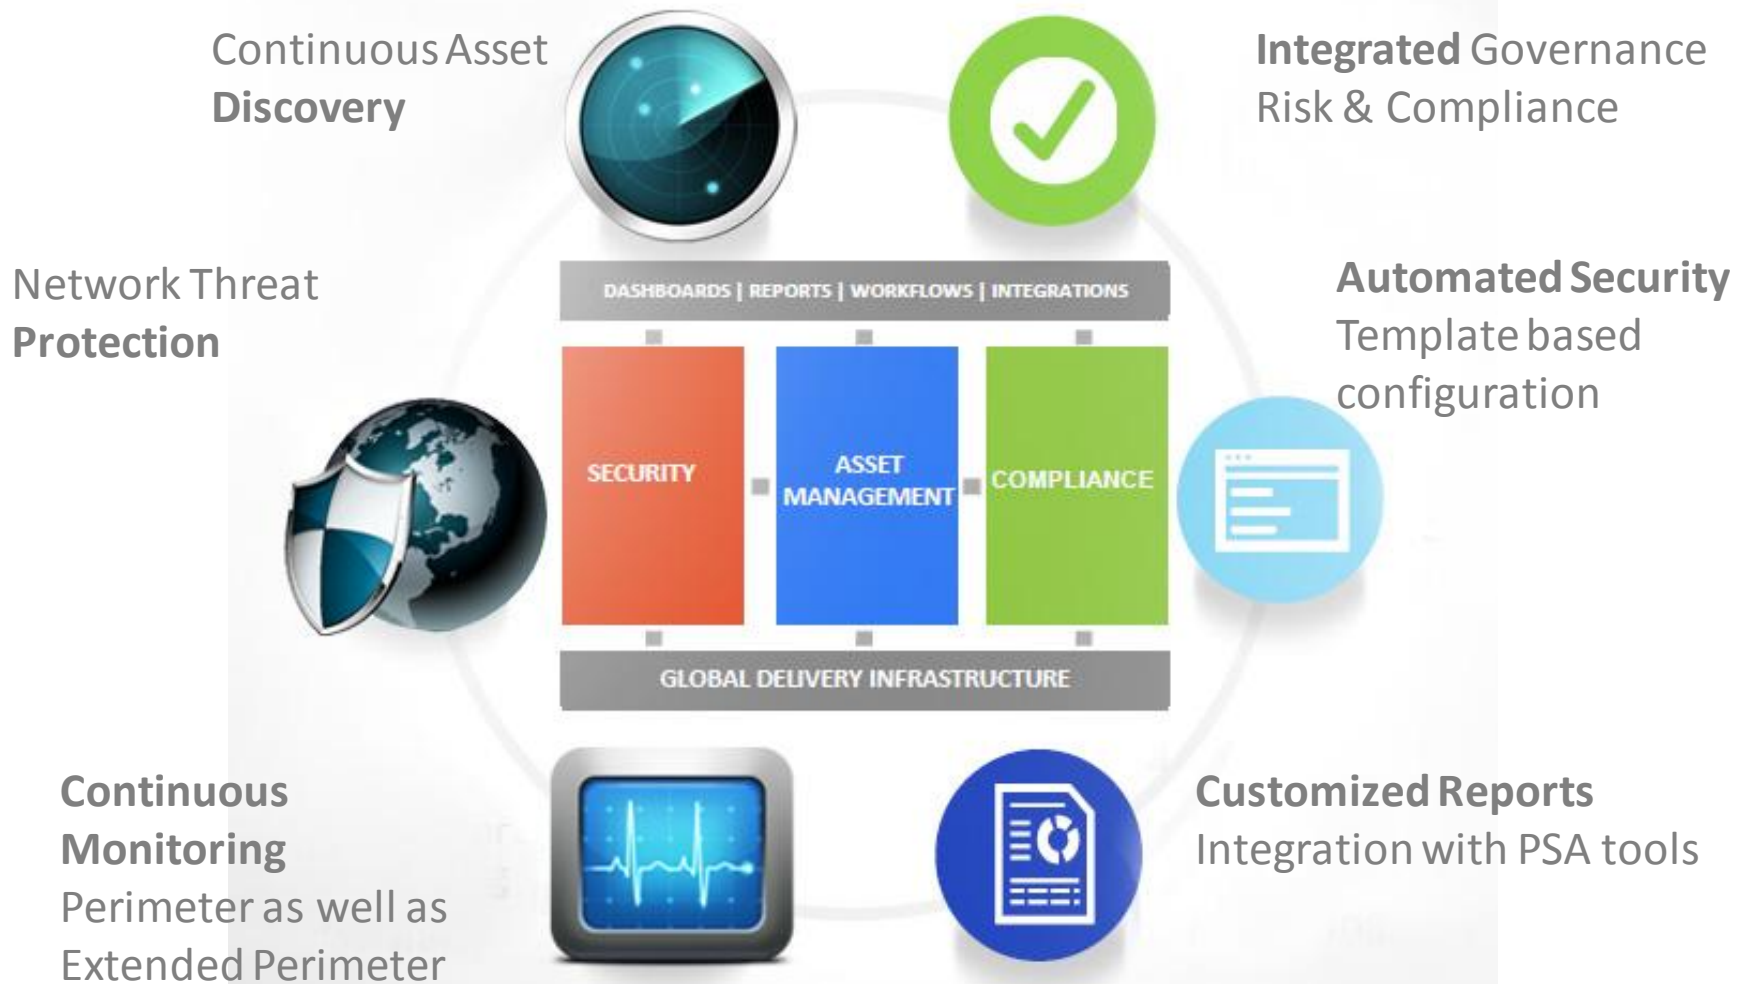 Continuous Asset
Discovery
Integrated Governance
Risk & Compliance
Network Threat
Protection
DASHBOARDS | REPORTS | WORKFLOWS | INTEGRATIONS
Automated Security
Template based
configuration
SECURITY
ASSET
MANAGEMENT
COMPLIANCE
GLOBAL DELIVERY INFRASTRUCTURE
Continuous
Monitoring
Perimeter as well as
Extended Perimeter
Customized Reports
Integration with PSA tools